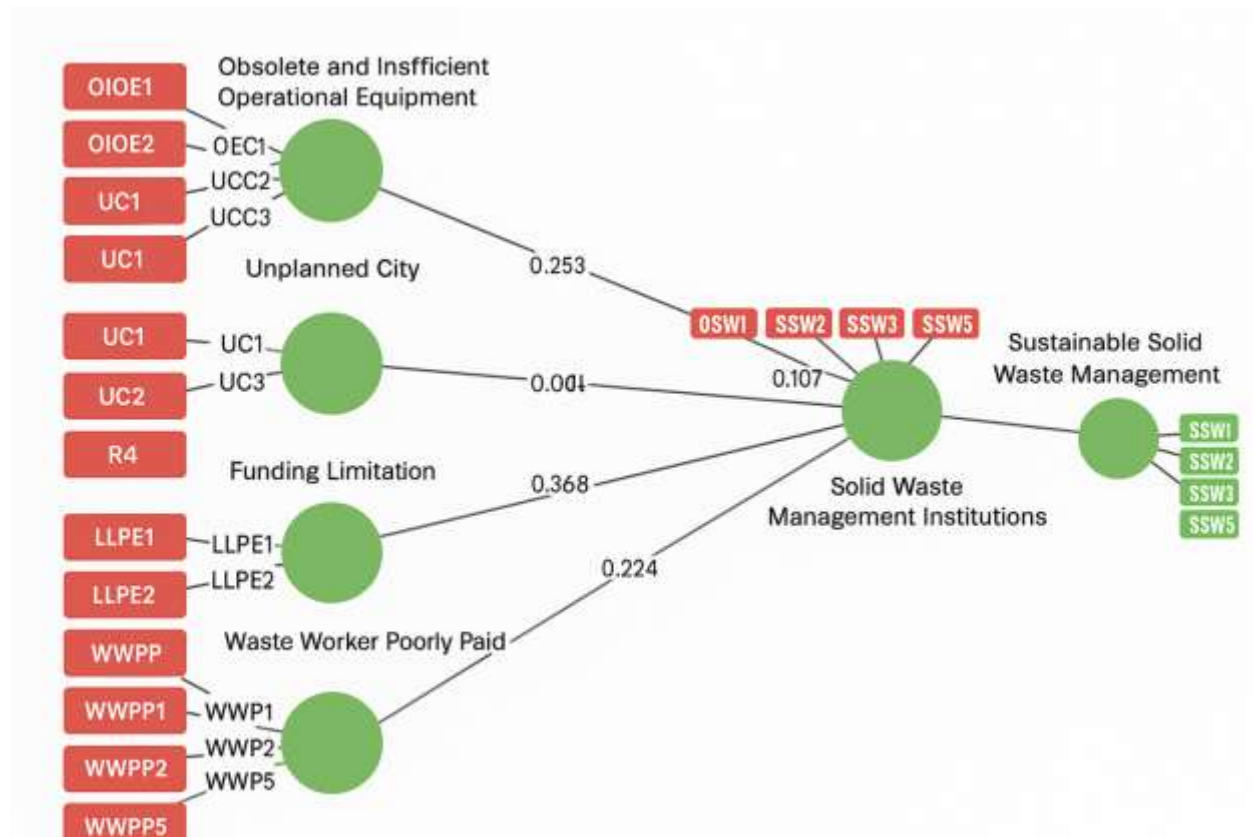 Obsolete and Insfficient
Operational Equipment
OIOE1
OIOE2
OEC1
UC1
UCC2
UCC3
UC1
Unplanned City
0.253
UC1
UC1
UC2
UC3
R4
OSW1
SSW2
SSW3
SSW5
0.107
Sustainable Solid
Waste Management
SSW1
SSW2
SSW3
SSW5
Solid Waste
Management Institutions
Funding Limitation
0.368
LLPE1
LLPE1
LLPE2
LLPE2
0.224
Waste Worker Poorly Paid
WWPP
WWPP1
WWP1
WWPP2
WWP2
WWP5
WWPP5